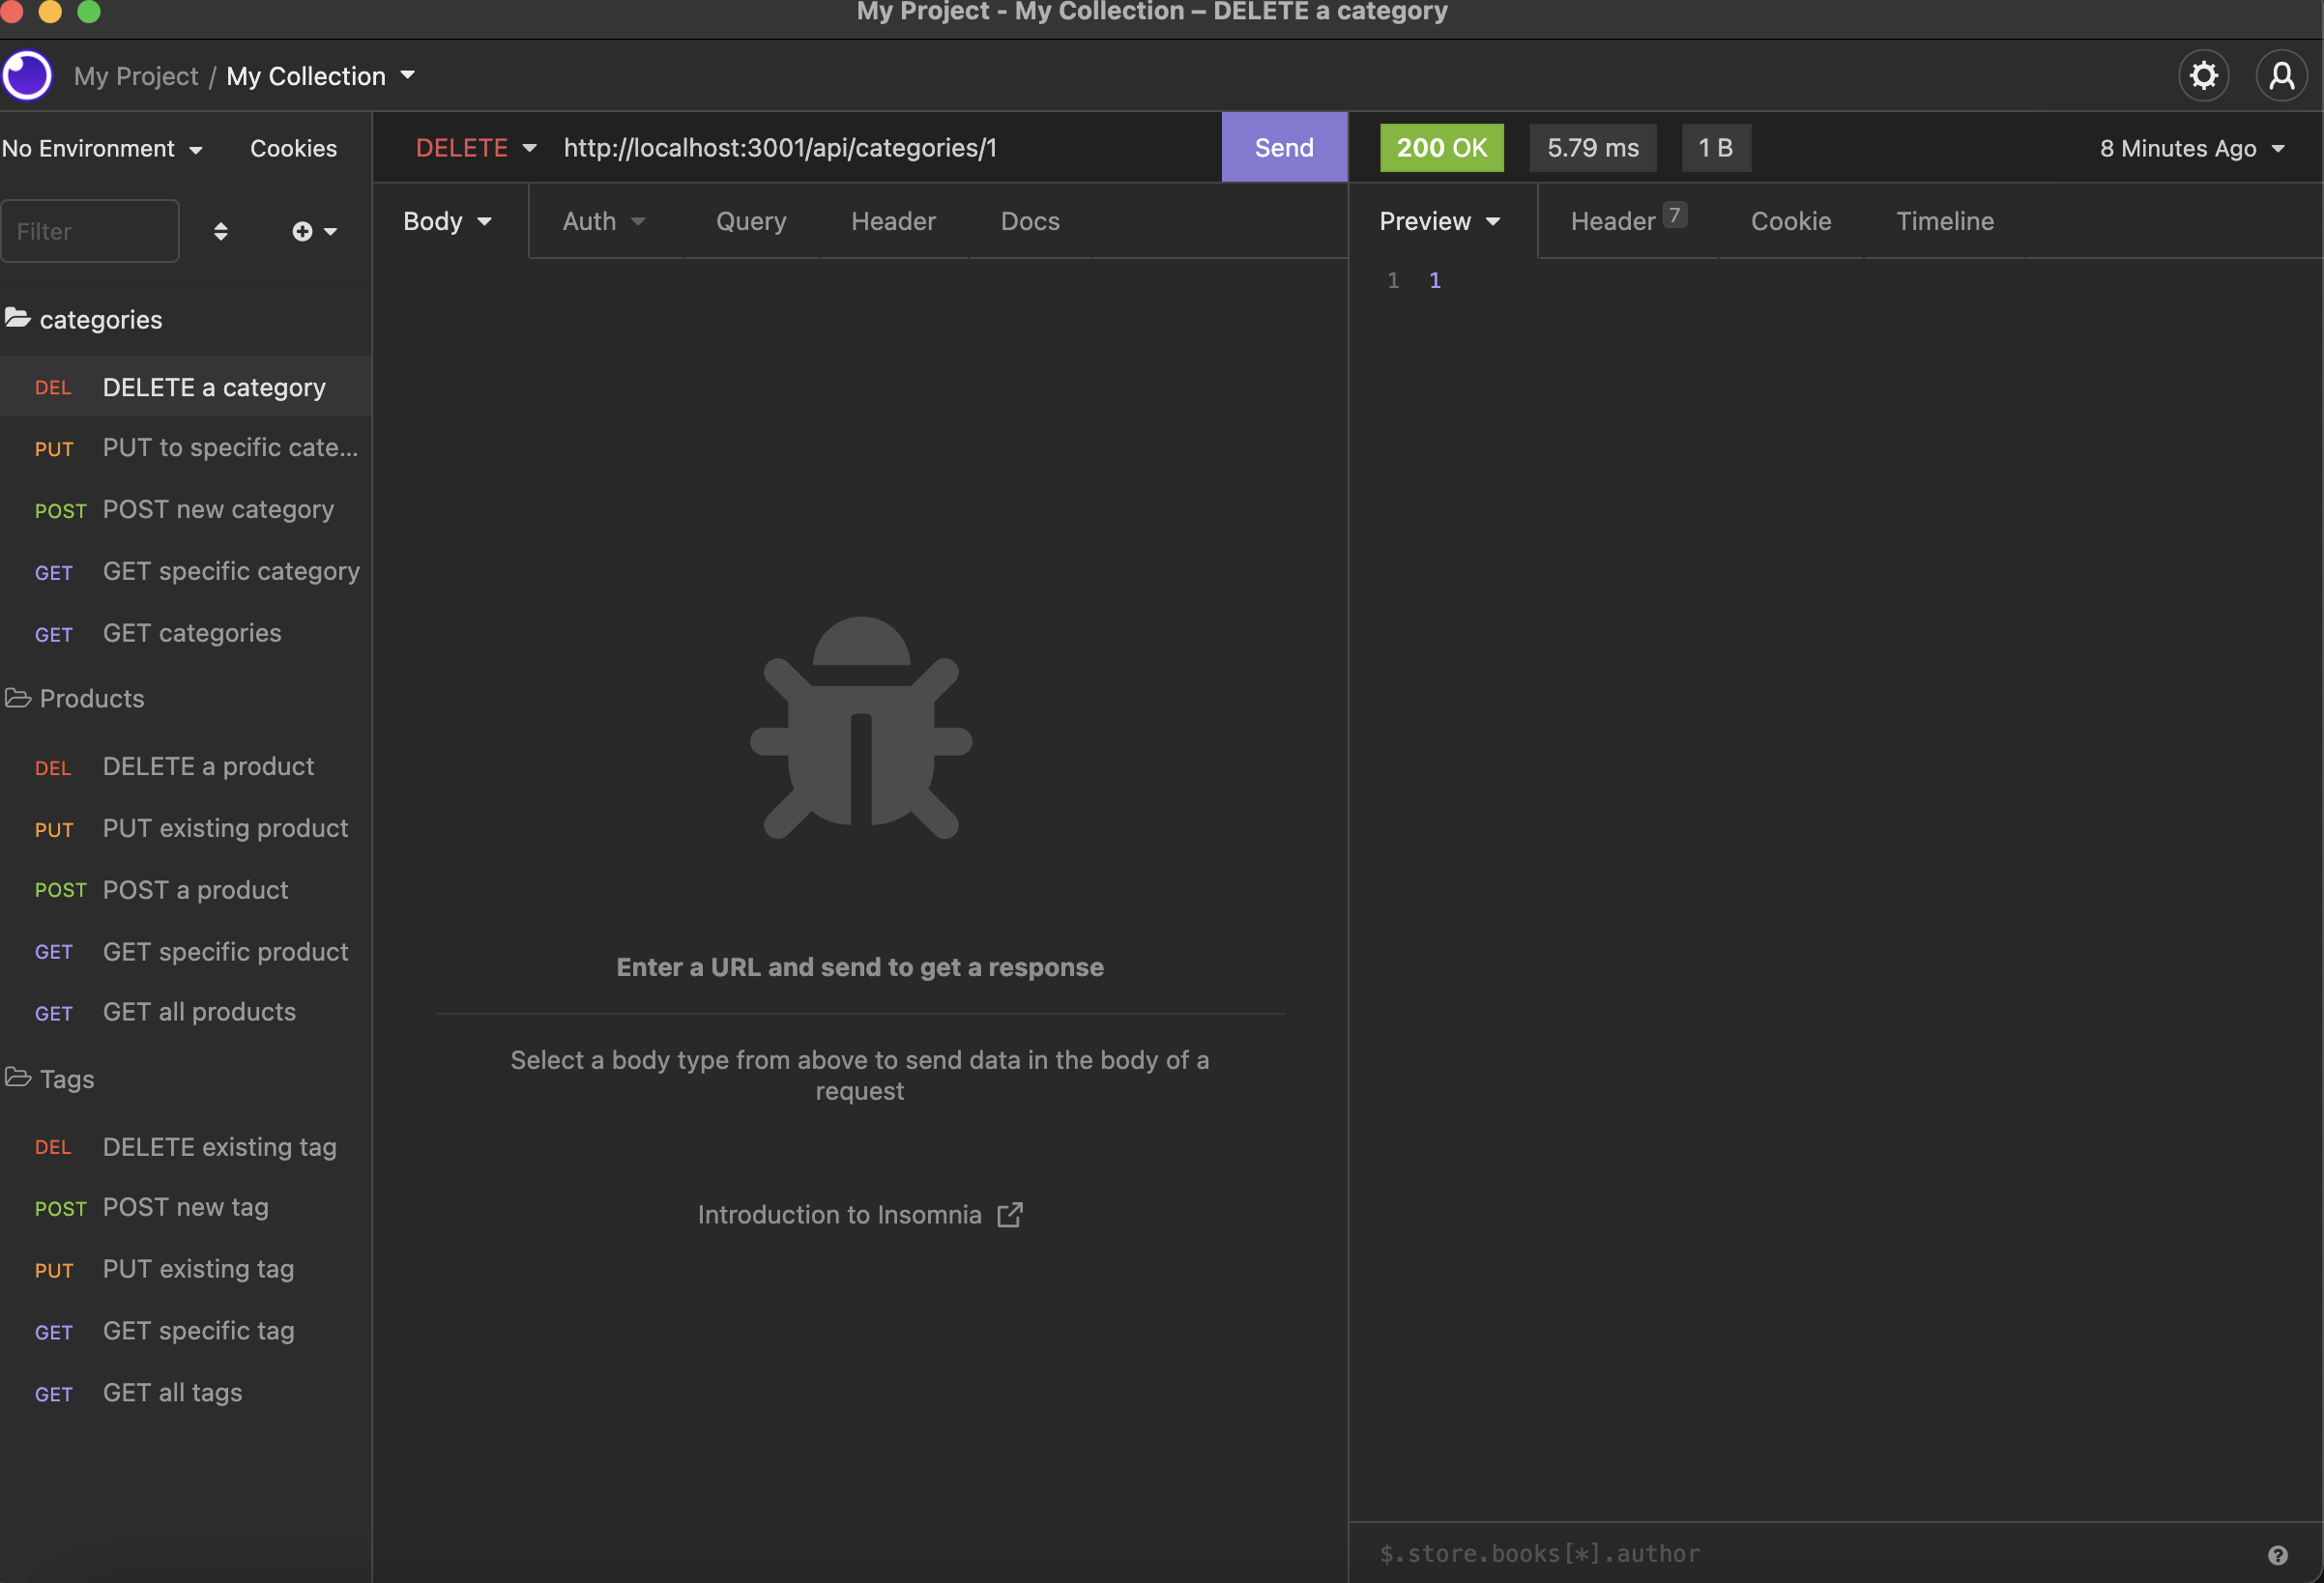 My Project - My Collection – DELETE a category
My Project / My Collection
No Environment
Cookies
Filter
categories
DEL DELETE a category
PUT PUT to specific cate...
POST POST new category
GET GET specific category
GET GET categories
Products
DEL DELETE a product
PUT PUT existing product
POST POST a product
GET GET specific product
GET GET all products
Tags
DEL DELETE existing tag
POST POST new tag
PUT PUT existing tag
GET GET specific tag
GET GET all tags
DELETE http://localhost:3001/api/categories/1 Send
Body Auth Query Header Docs
Enter a URL and send to get a response
Select a body type from above to send data in the body of a
request
Introduction to Insomnia
200 OK 5.79 ms 1 B 8 Minutes Ago
Preview Header 7 Cookie Timeline
1 1
$.store.books[*].author